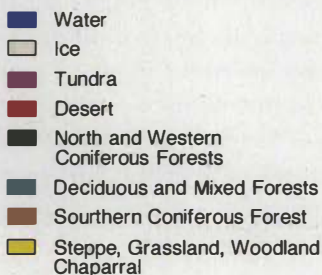 Water
Ice
Tundra
Desert
North and Western
Coniferous Forests
Deciduous and Mixed Forests
Sourthern Coniferous Forest
Steppe, Grassland, Woodland
Chaparral